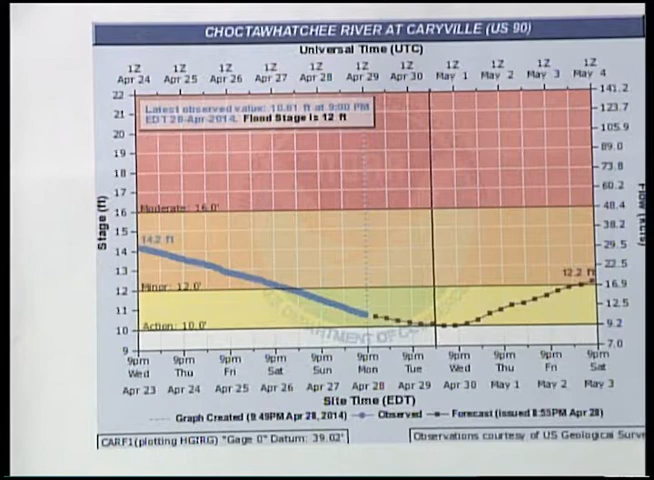 CHOCTAWHATCHEE RIVER AT CARYVILLE (US 90)
Universal Time (UTC)
1Z 1Z 1Z 1Z 1Z 1Z 1Z 1Z 1Z 1Z 1Z
Apr 24 Apr 25 Apr 26 Apr 27 Apr 28 Apr 29 Apr 30 May 1 May 2 May 3 May 4
Latest observed value: 10.61 ft at 9:00 PM
EDT 28-Apr-2014. Flood Stage is 12 ft
22 21 20 19 18 17 16 15 14 13 12 11 10 9
Stage (ft)
141.2 123.7 105.9 89.0 73.8 60.2 48.4 38.2 29.5 22.5 16.9 12.5 9.2 7.0
Flow (kcfs)
Moderate: 16.0'
14.2 ft
12.2 ft
Minor: 12.0'
Action: 10.0'
9pm 9pm 9pm 9pm 9pm 9pm 9pm 9pm 9pm 9pm 9pm
Wed Thu Fri Sat Sun Mon Tue Wed Thu Fri Sat
Apr 23 Apr 24 Apr 25 Apr 26 Apr 27 Apr 28 Apr 29 Apr 30 May 1 May 2 May 3
Site Time (EDT)
Graph Created (9:49PM Apr 28, 2014) Observed Forecast (issued 8:55PM Apr 28)
CARF1(plotting HGIRG) "Gage 0" Datum: 39.02'
Observations courtesy of US Geological Surve